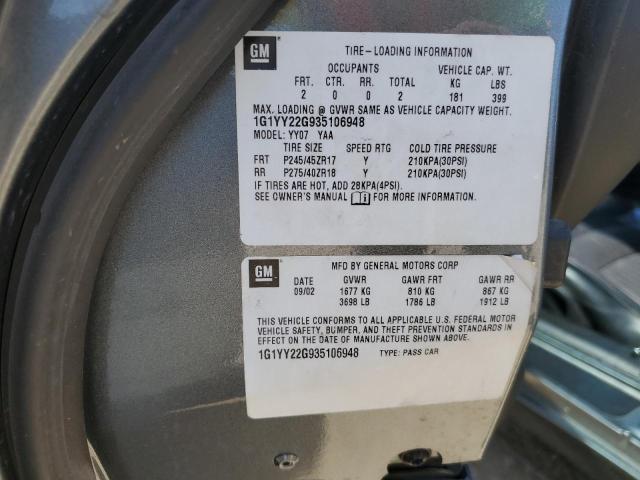 GM
TIRE-LOADING INFORMATION
OCCUPANTS VEHICLE CAP. WT.
FRT. CTR. RR. TOTAL KG LBS
2 0 0 2 181 399
MAX. LOADING @ GVWR SAME AS VEHICLE CAPACITY WEIGHT.
1G1YY22G935106948
MODEL: YY07 YAA
TIRE SIZE SPEED RTG COLD TIRE PRESSURE
FRT P245/45ZR17 Y 210KPA(30PSI)
RR P275/40ZR18 Y 210KPA(30PSI)
IF TIRES ARE HOT, ADD 28KPA(4PSI).
SEE OWNER'S MANUAL FOR MORE INFORMATION.
GM
MFD BY GENERAL MOTORS CORP
DATE GVWR GAWR FRT GAWR RR
09/02 1677 KG 810 KG 867 KG
3698 LB 1786 LB 1912 LB
THIS VEHICLE CONFORMS TO ALL APPLICABLE U.S. FEDERAL MOTOR
VEHICLE SAFETY, BUMPER, AND THEFT PREVENTION STANDARDS IN
EFFECT ON THE DATE OF MANUFACTURE SHOWN ABOVE.
1G1YY22G935106948 TYPE: PASS CAR